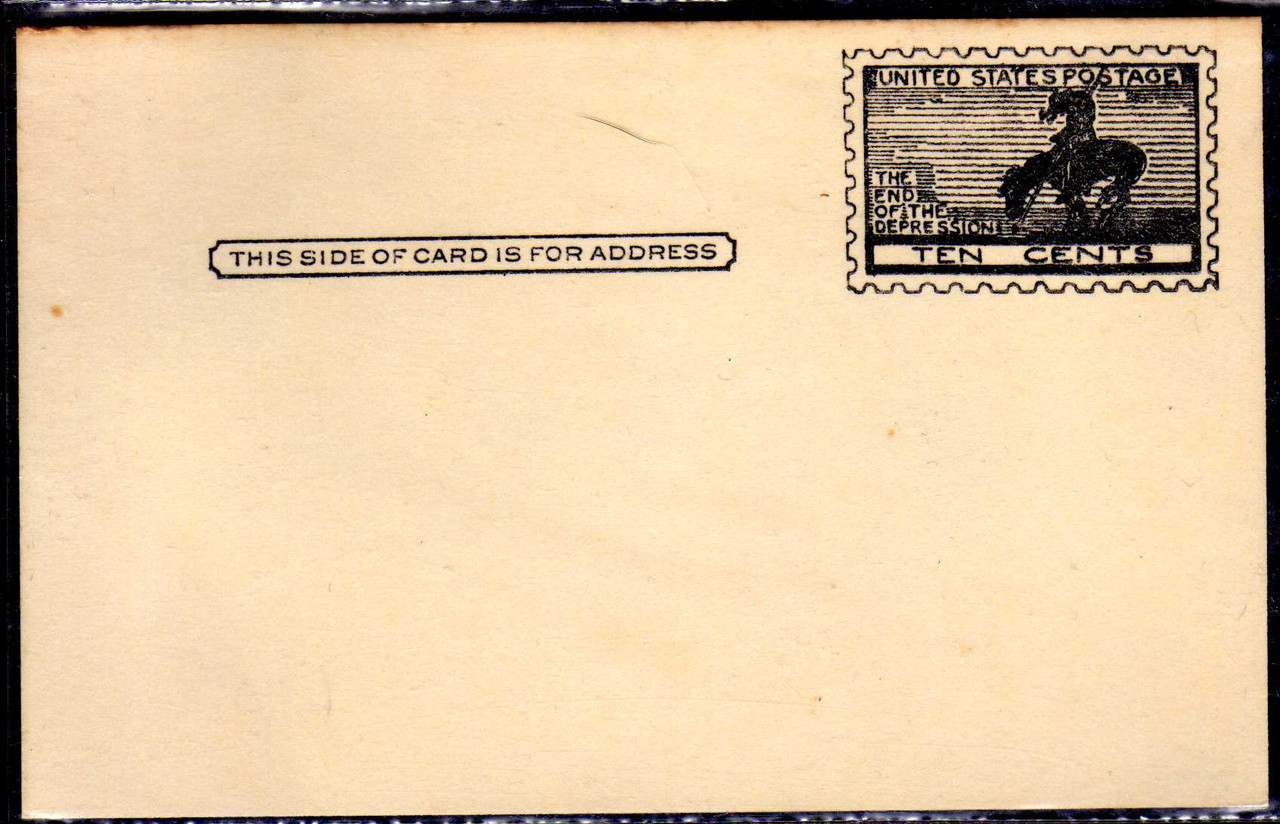 UNITED STATES POSTAGE
THE
END
OF THE
DEPRESSION
TEN CENTS
THIS SIDE OF CARD IS FOR ADDRESS